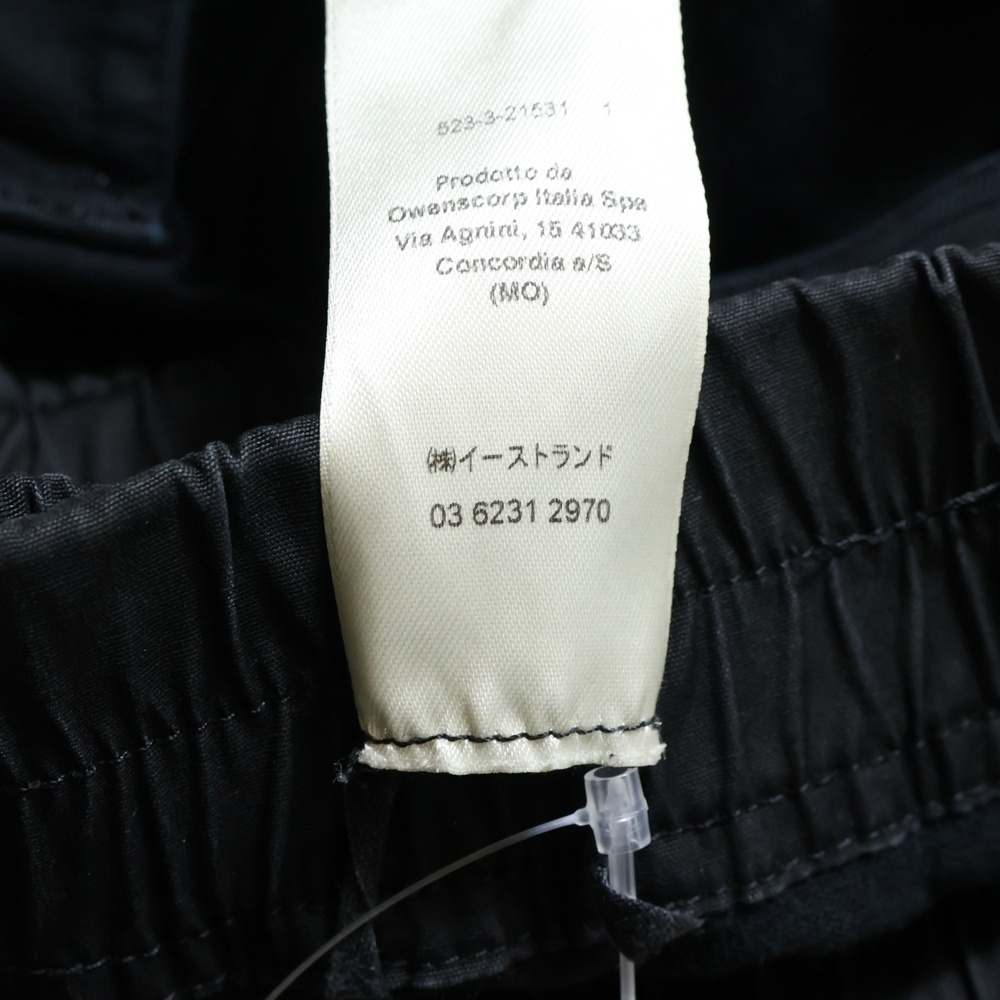 523-3-21531 1
Prodotto da
Owenscorp Italia Spa
Via Agnini, 15 41033
Concordia s/S
(MO)
㈱イーストランド
03 6231 2970